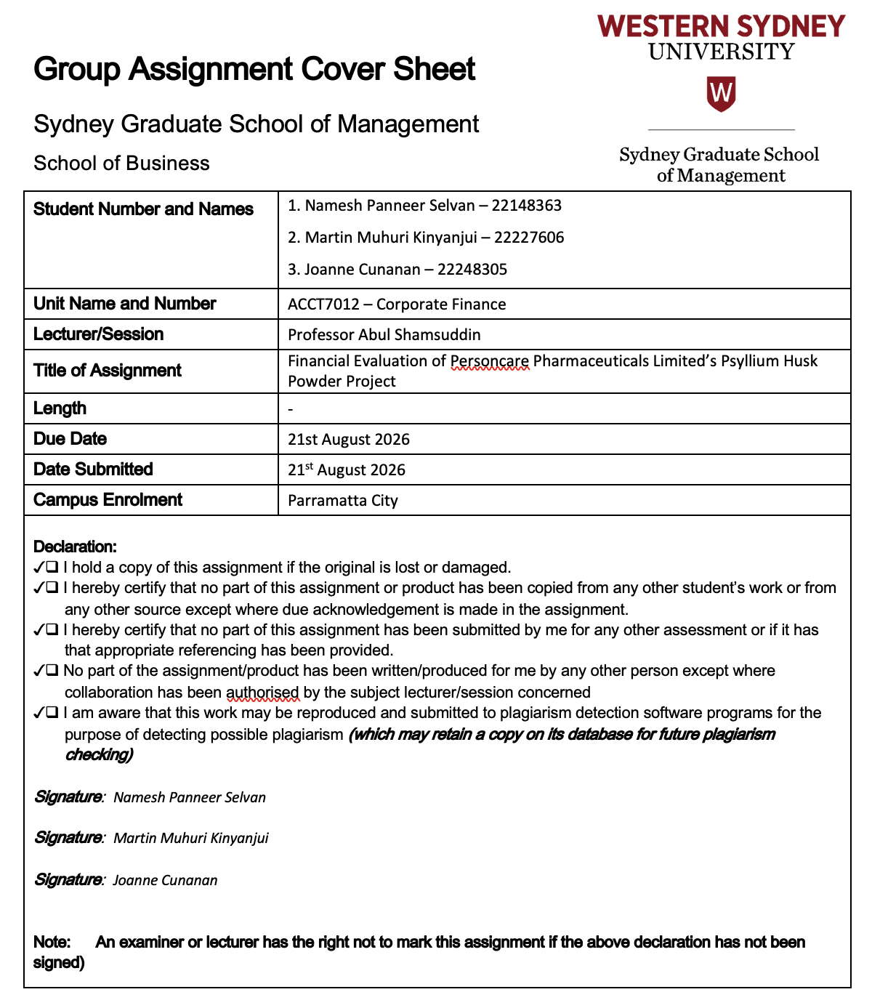 WESTERN SYDNEY
UNIVERSITY
W
Sydney Graduate School
of Management
Group Assignment Cover Sheet
Sydney Graduate School of Management
School of Business
Student Number and Names
1. Namesh Panneer Selvan – 22148363
2. Martin Muhuri Kinyanjui – 22227606
3. Joanne Cunanan – 22248305
Unit Name and Number
ACCT7012 – Corporate Finance
Lecturer/Session
Professor Abul Shamsuddin
Title of Assignment
Financial Evaluation of Personcare Pharmaceuticals Limited’s Psyllium Husk
Powder Project
Length
-
Due Date
21st August 2026
Date Submitted
21st August 2026
Campus Enrolment
Parramatta City
Declaration:
✓❑ I hold a copy of this assignment if the original is lost or damaged.
✓❑ I hereby certify that no part of this assignment or product has been copied from any other student’s work or from
any other source except where due acknowledgement is made in the assignment.
✓❑ I hereby certify that no part of this assignment has been submitted by me for any other assessment or if it has
that appropriate referencing has been provided.
✓❑ No part of the assignment/product has been written/produced for me by any other person except where
collaboration has been authorised by the subject lecturer/session concerned
✓❑ I am aware that this work may be reproduced and submitted to plagiarism detection software programs for the
purpose of detecting possible plagiarism (which may retain a copy on its database for future plagiarism
checking)
Signature: Namesh Panneer Selvan
Signature: Martin Muhuri Kinyanjui
Signature: Joanne Cunanan
Note: An examiner or lecturer has the right not to mark this assignment if the above declaration has not been
signed)